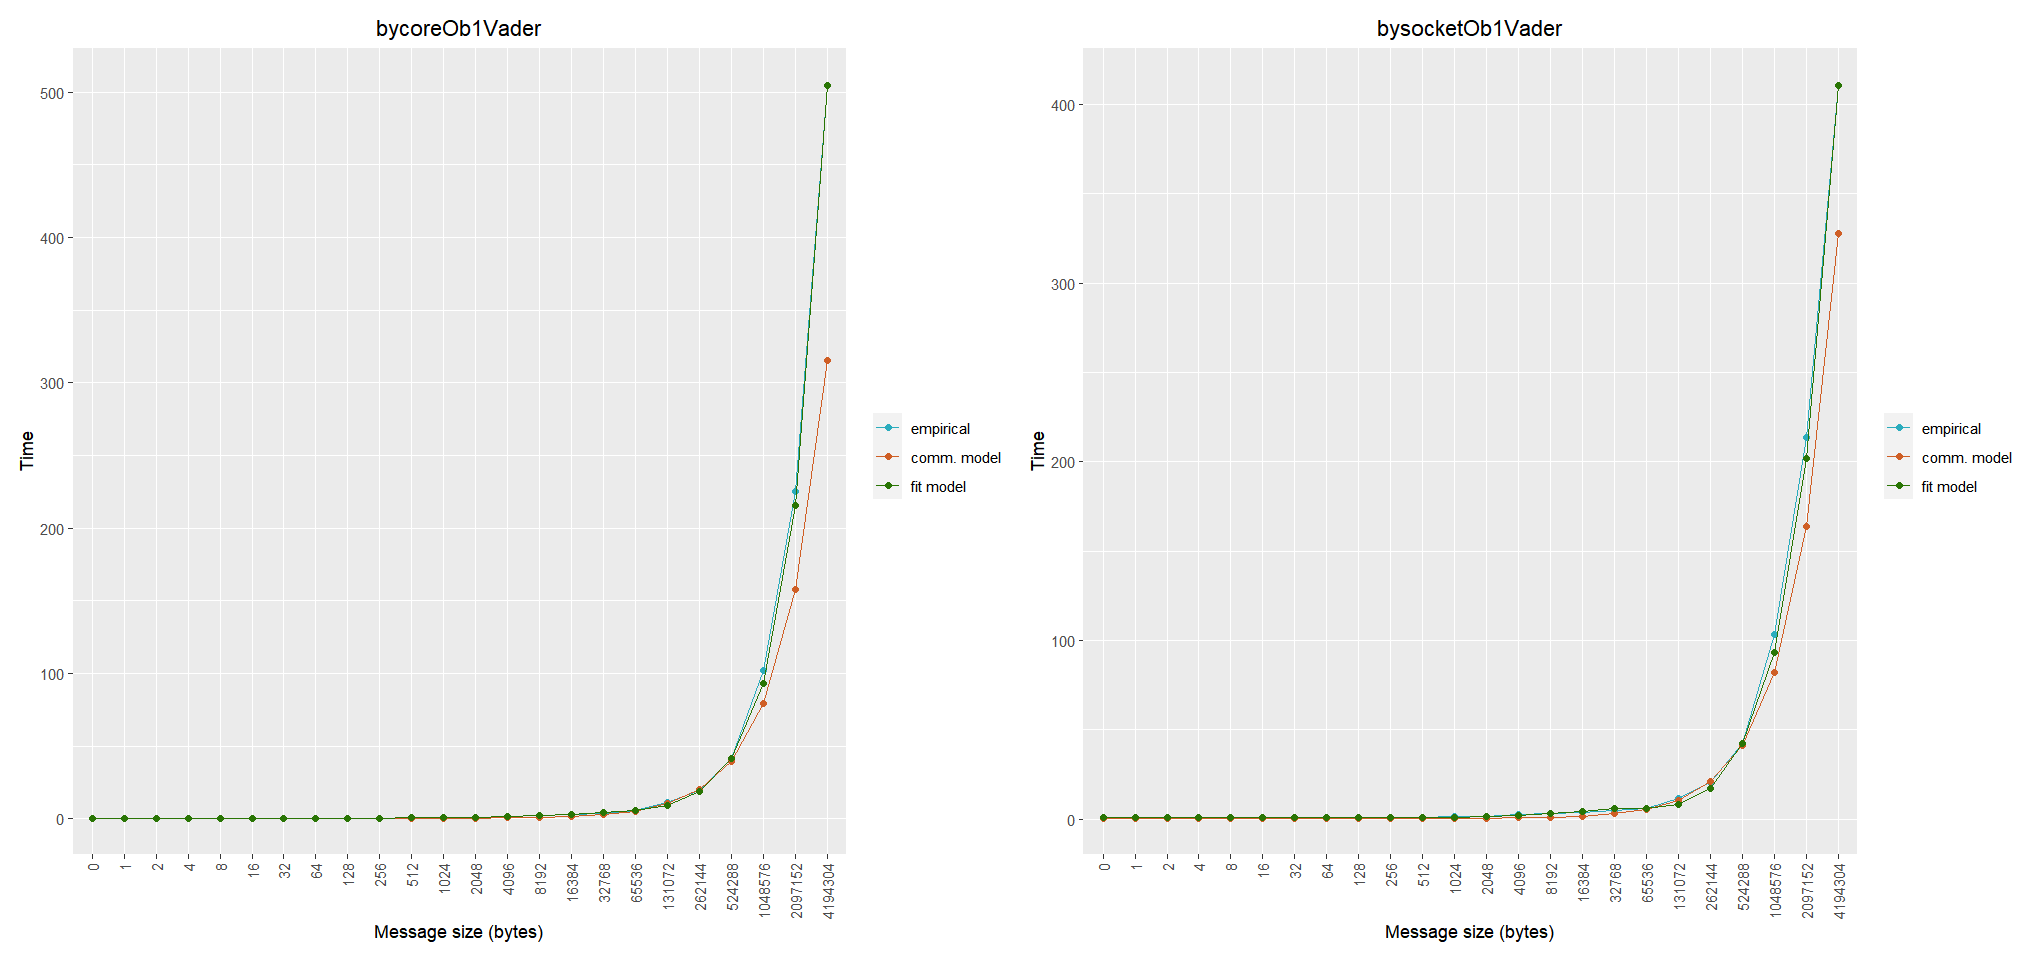 bycoreOb1Vader
Time
500
400
300
200
100
0
0 1 2 4 8 16 32 64 128 256 512 1024 2048 4096 8192 16384 32768 65536 131072 262144 524288 1048576 2097152 4194304
Message size (bytes)
empirical
comm. model
fit model
bysocketOb1Vader
Time
400
300
200
100
0
0 1 2 4 8 16 32 64 128 256 512 1024 2048 4096 8192 16384 32768 65536 131072 262144 524288 1048576 2097152 4194304
Message size (bytes)
empirical
comm. model
fit model